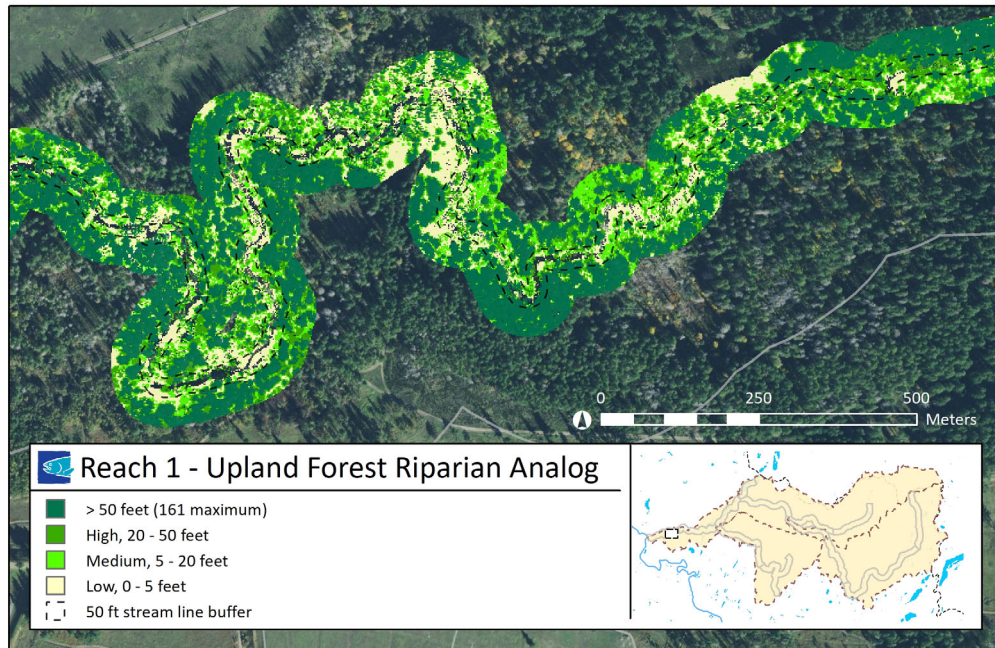 0 250 500
Meters
Reach 1 - Upland Forest Riparian Analog
> 50 feet (161 maximum)
High, 20 - 50 feet
Medium, 5 - 20 feet
Low, 0 - 5 feet
50 ft stream line buffer